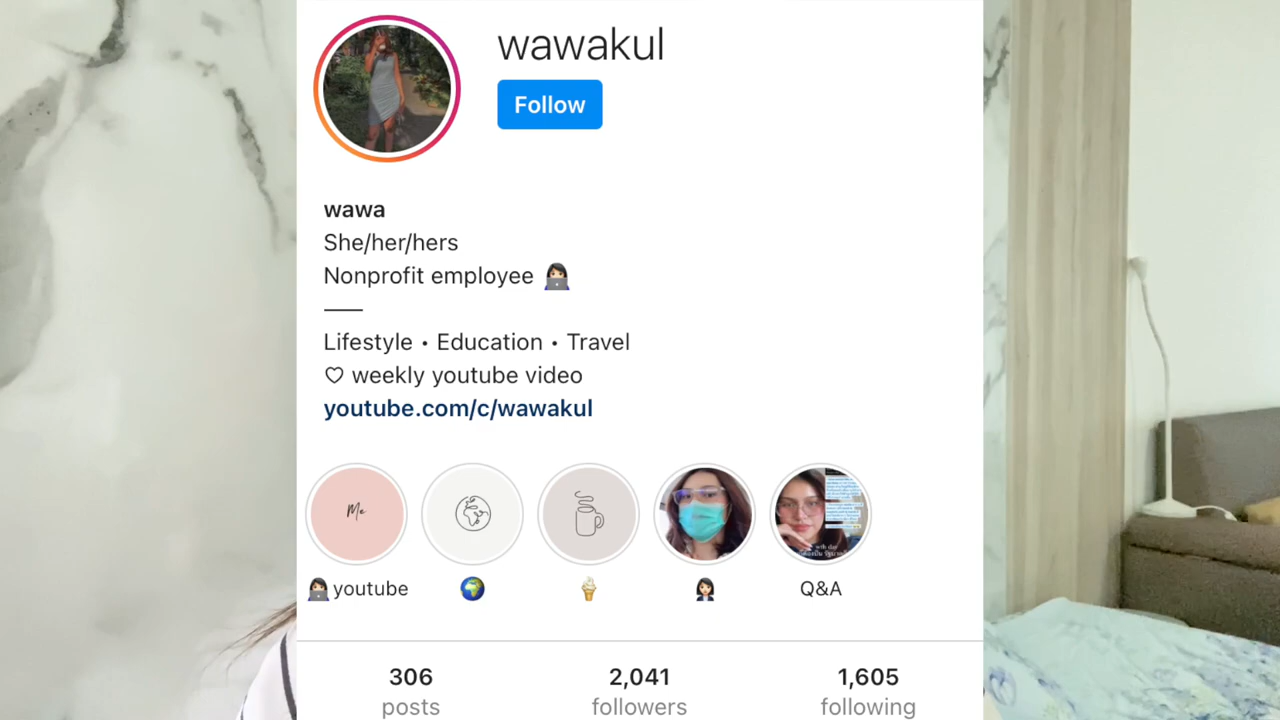 wawakul
Follow
wawa
She/her/hers
Nonprofit employee 👩🏻‍💻
Lifestyle • Education • Travel
♡ weekly youtube video
youtube.com/c/wawakul
Me
👩🏻‍💻youtube
🌍
🍦
👩🏻‍💼
Q&A
306
2,041
1,605
posts
followers
following